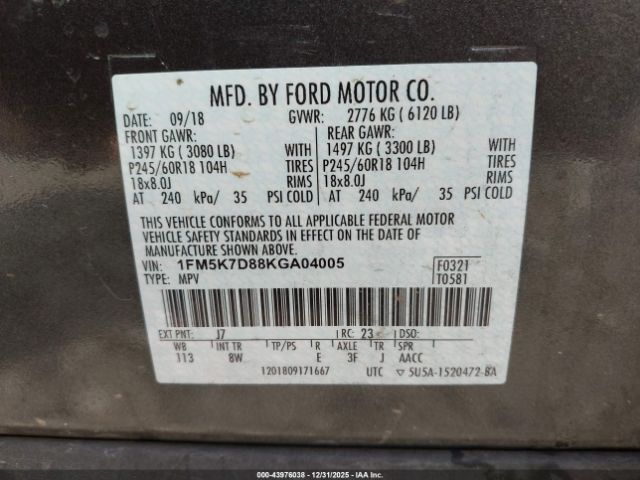 MFD. BY FORD MOTOR CO.
DATE: 09/18 GVWR: 2776 KG ( 6120 LB)
FRONT GAWR: REAR GAWR:
1397 KG ( 3080 LB) WITH 1497 KG ( 3300 LB) WITH
P245/60R18 104H TIRES P245/60R18 104H TIRES
18x8.0J RIMS 18x8.0J RIMS
AT 240 kPa/ 35 PSI COLD AT 240 kPa/ 35 PSI COLD
THIS VEHICLE CONFORMS TO ALL APPLICABLE FEDERAL MOTOR
VEHICLE SAFETY STANDARDS IN EFFECT ON THE DATE OF
MANUFACTURE SHOWN ABOVE.
VIN: 1FM5K7D88KGA04005 F0321
TYPE: MPV T0581
EXT PNT: J7 RC: 23 DSO:
WB INT TR TP/PS R AXLE TR SPR
113 8W E 3F J AACC
1201809171667 UTC ▽ 5U5A-1520472-BA
000-43976038 - 12/31/2025 - IAA Inc.